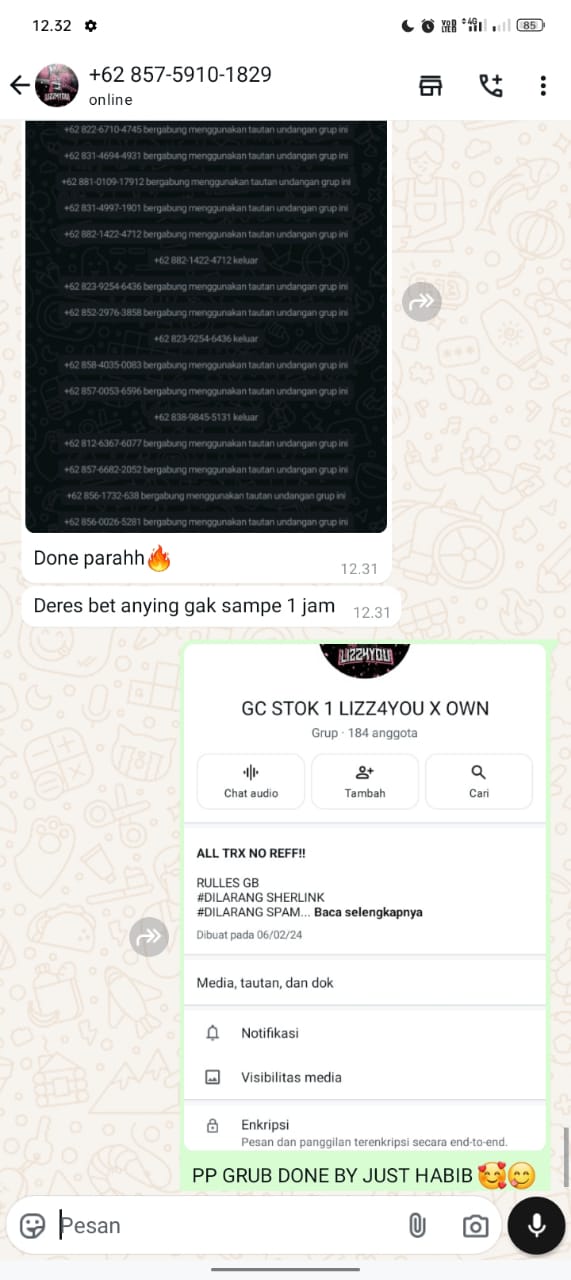 12.32
VoB
LTE B
4G
85
+62 857-5910-1829
online
+62 822-6710-4745 bergabung menggunakan tautan undangan grup ini
+62 831-4694-4931 bergabung menggunakan tautan undangan grup ini
+62 881-0109-17912 bergabung menggunakan tautan undangan grup ini
+62 831-4997-1901 bergabung menggunakan tautan undangan grup ini
+62 882-1422-4712 bergabung menggunakan tautan undangan grup ini
+62 882-1422-4712 keluar
+62 823-9254-6436 bergabung menggunakan tautan undangan grup ini
+62 852-2976-3858 bergabung menggunakan tautan undangan grup ini
+62 823-9254-6436 keluar
+62 858-4035-0083 bergabung menggunakan tautan undangan grup ini
+62 857-0053-6596 bergabung menggunakan tautan undangan grup ini
+62 838-9845-5131 keluar
+62 812-6367-6077 bergabung menggunakan tautan undangan grup ini
+62 857-6682-2052 bergabung menggunakan tautan undangan grup ini
+62 856-1732-638 bergabung menggunakan tautan undangan grup ini
+62 856-0026-5281 bergabung menggunakan tautan undangan grup ini
Done parahh🔥
12.31
Deres bet anying gak sampe 1 jam
12.31
LIZZ4YOU
GC STOK 1 LIZZ4YOU X OWN
Grup · 184 anggota
Chat audio
Tambah
Cari
ALL TRX NO REFF!!
RULLES GB
#DILARANG SHERLINK
#DILARANG SPAM... Baca selengkapnya
Dibuat pada 06/02/24
Media, tautan, dan dok
Notifikasi
Visibilitas media
Enkripsi
Pesan dan panggilan terenkripsi secara end-to-end.
PP GRUB DONE BY JUST HABIB 🥰😋
Pesan